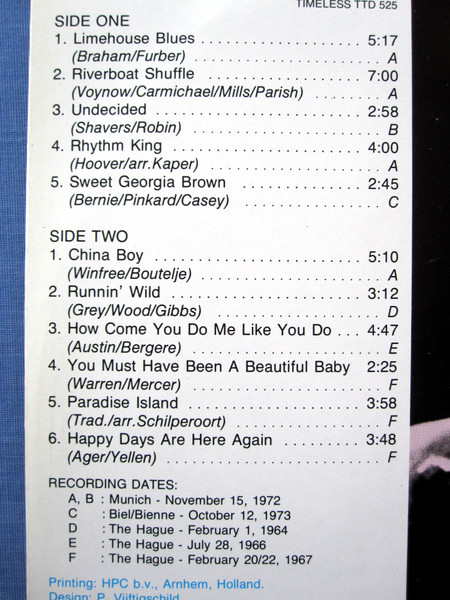 TIMELESS TTD 525
SIDE ONE
1. Limehouse Blues .................... 5:17
(Braham/Furber) .................... A
2. Riverboat Shuffle .................... 7:00
(Voynow/Carmichael/Mills/Parish) .......... A
3. Undecided .................... 2:58
(Shavers/Robin) .................... B
4. Rhythm King .................... 4:00
(Hoover/arr.Kaper) .................... A
5. Sweet Georgia Brown ................ 2:45
(Bernie/Pinkard/Casey) ................ C
SIDE TWO
1. China Boy .................... 5:10
(Winfree/Boutelje) .................... A
2. Runnin' Wild .................... 3:12
(Grey/Wood/Gibbs) .................... D
3. How Come You Do Me Like You Do ... 4:47
(Austin/Bergere) .................... E
4. You Must Have Been A Beautiful Baby 2:25
(Warren/Mercer) .................... F
5. Paradise Island .................... 3:58
(Trad./arr.Schilperoort) ................ F
6. Happy Days Are Here Again ......... 3:48
(Ager/Yellen) .................... F
RECORDING DATES:
A, B : Munich - November 15, 1972
C : Biel/Bienne - October 12, 1973
D : The Hague - February 1, 1964
E : The Hague - July 28, 1966
F : The Hague - February 20/22, 1967
Printing: HPC b.v., Arnhem, Holland.
Design: P. Vijftigschild